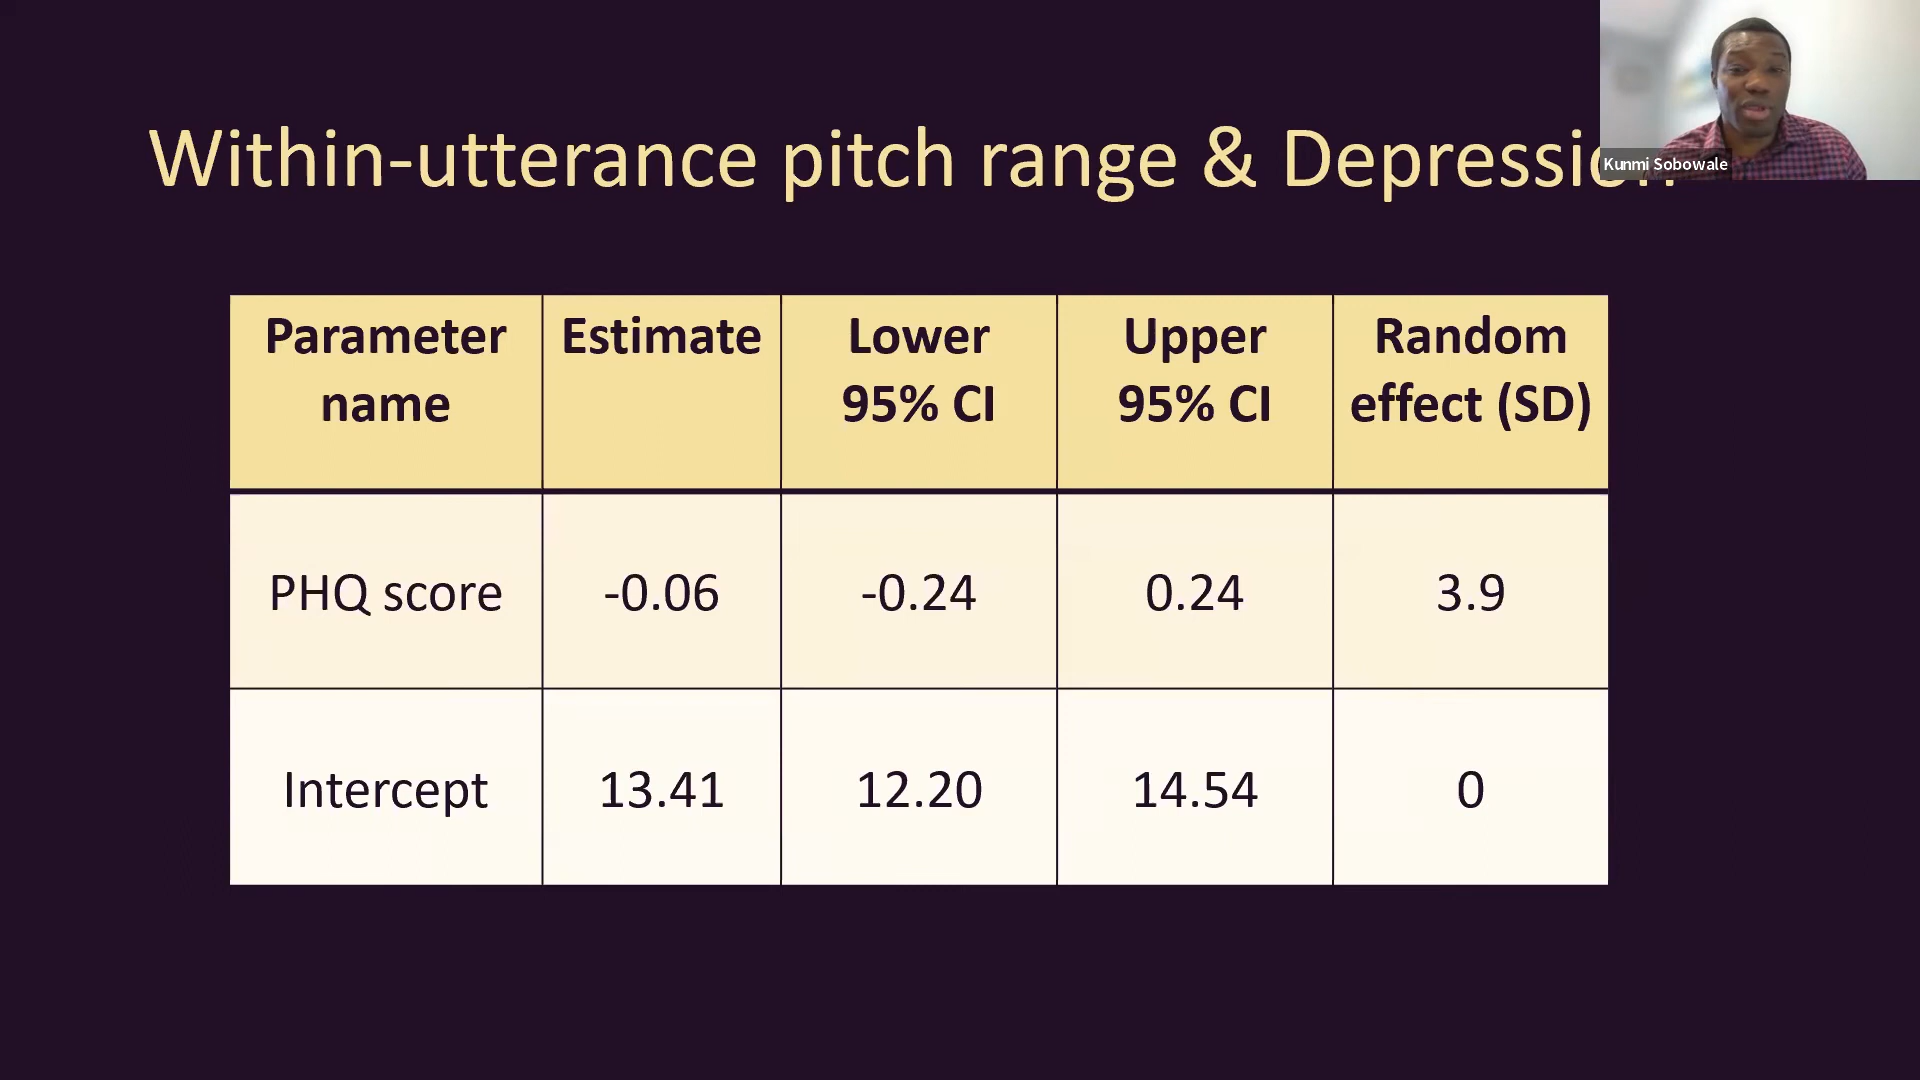 Within-utterance pitch range & Depression
Kunmi Sobowale
Parameter name Estimate Lower 95% CI Upper 95% CI Random effect (SD)
PHQ score -0.06 -0.24 0.24 3.9
Intercept 13.41 12.20 14.54 0